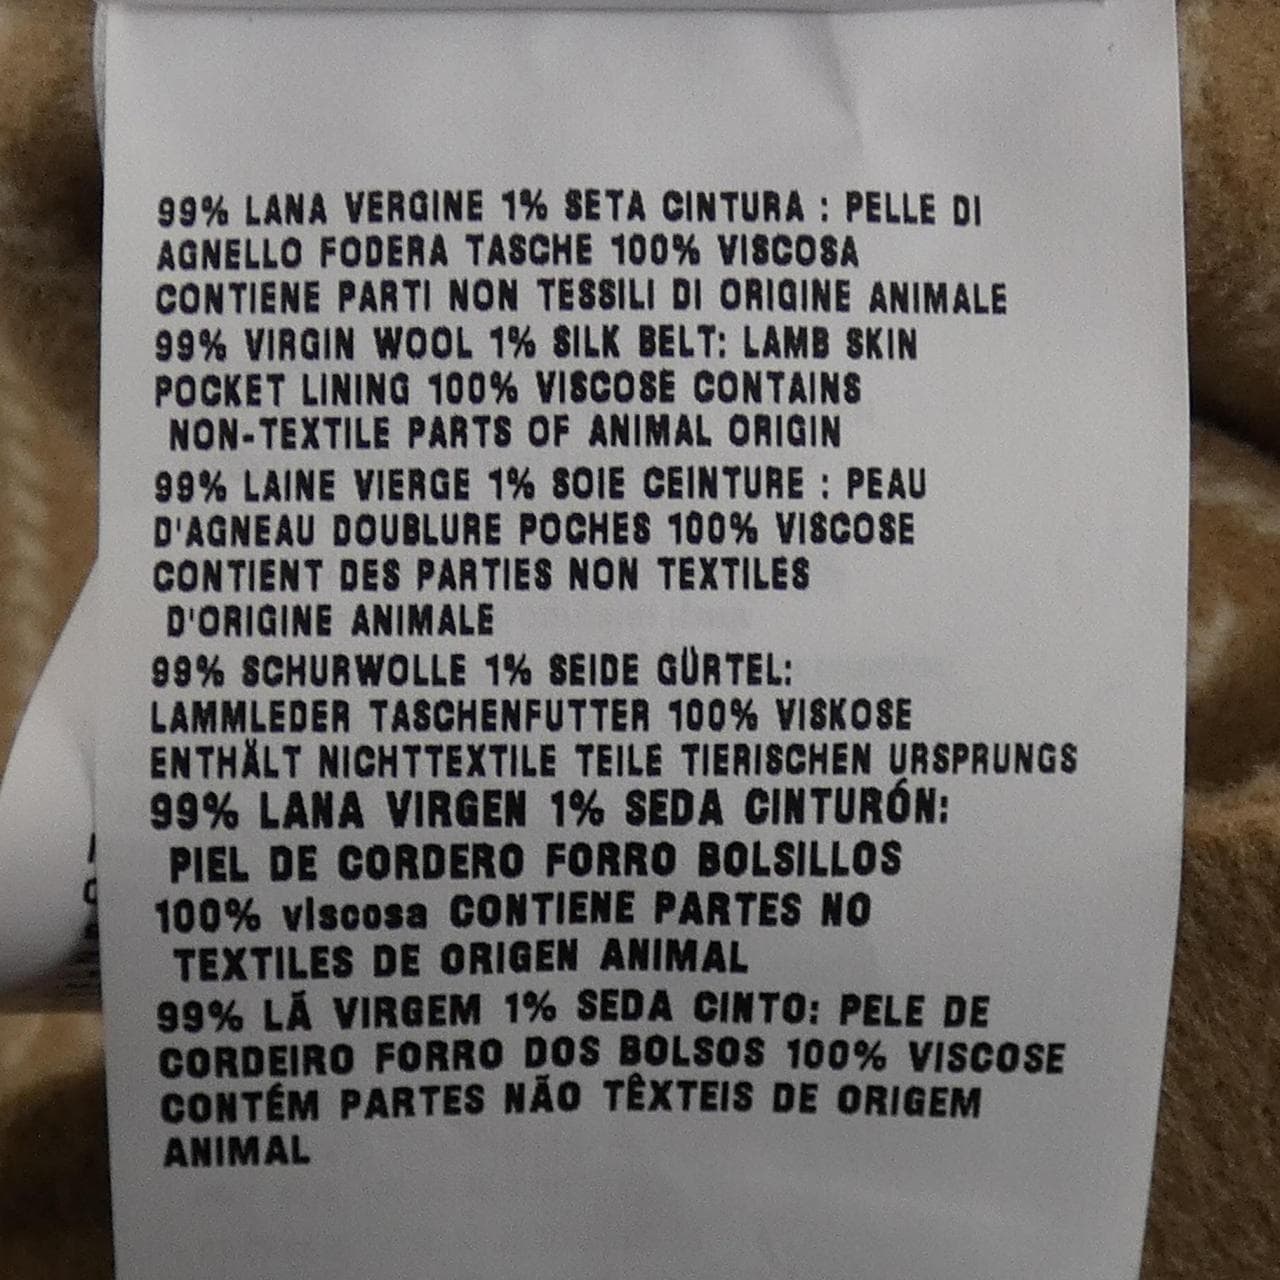 99% LANA VERGINE 1% SETA CINTURA : PELLE DI
AGNELLO FODERA TASCHE 100% VISCOSA
CONTIENE PARTI NON TESSILI DI ORIGINE ANIMALE
99% VIRGIN WOOL 1% SILK BELT: LAMB SKIN
POCKET LINING 100% VISCOSE CONTAINS
NON-TEXTILE PARTS OF ANIMAL ORIGIN
99% LAINE VIERGE 1% SOIE CEINTURE : PEAU
D'AGNEAU DOUBLURE POCHES 100% VISCOSE
CONTIENT DES PARTIES NON TEXTILES
D'ORIGINE ANIMALE
99% SCHURWOLLE 1% SEIDE GÜRTEL:
LAMMLEDER TASCHENFUTTER 100% VISKOSE
ENTHÄLT NICHTTEXTILE TEILE TIERISCHEN URSPRUNGS
99% LANA VIRGEN 1% SEDA CINTURÓN:
PIEL DE CORDERO FORRO BOLSILLOS
100% viscosa CONTIENE PARTES NO
TEXTILES DE ORIGEN ANIMAL
99% LÃ VIRGEM 1% SEDA CINTO: PELE DE
CORDEIRO FORRO DOS BOLSOS 100% VISCOSE
CONTÉM PARTES NÃO TÊXTEIS DE ORIGEM
ANIMAL